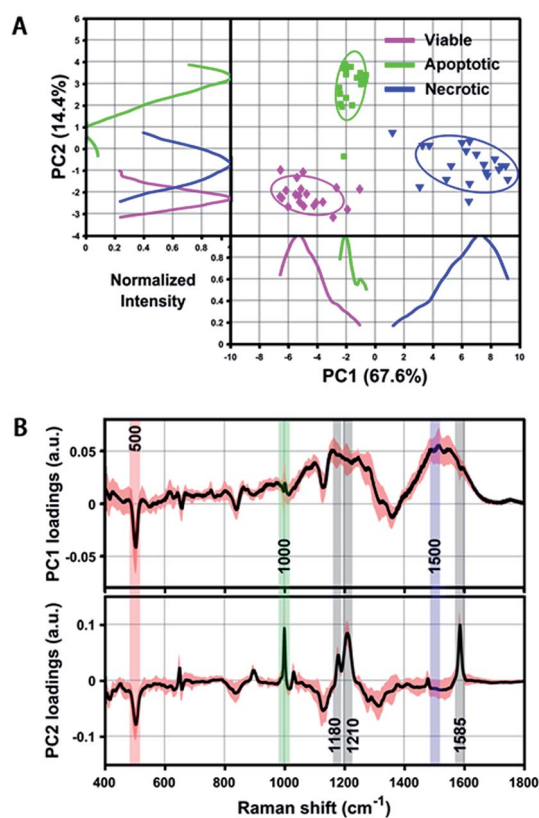 A
Viable
Apoptotic
Necrotic
PC2 (14.4%)
6
5
4
3
2
1
0
-1
-2
-3
-4
0 0.2 0.4 0.6 0.8
Normalized
Intensity
1
0.8
0.6
0.4
0.2
0
-10 -8 -6 -4 -2 0 2 4 6 8 10
PC1 (67.6%)
B
PC1 loadings (a.u.)
0.05
0
-0.05
500
1000
1500
PC2 loadings (a.u.)
0.1
0
-0.1
1180
1210
1585
400 600 800 1000 1200 1400 1600 1800
Raman shift (cm-1)